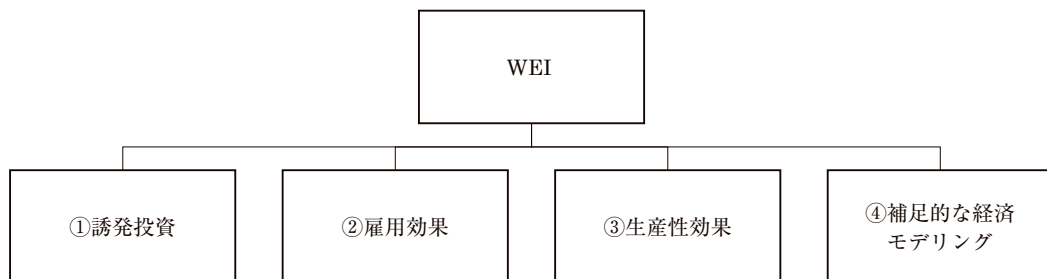 WEI
①誘発投資
②雇用効果
③生産性効果
④補足的な経済
モデリング